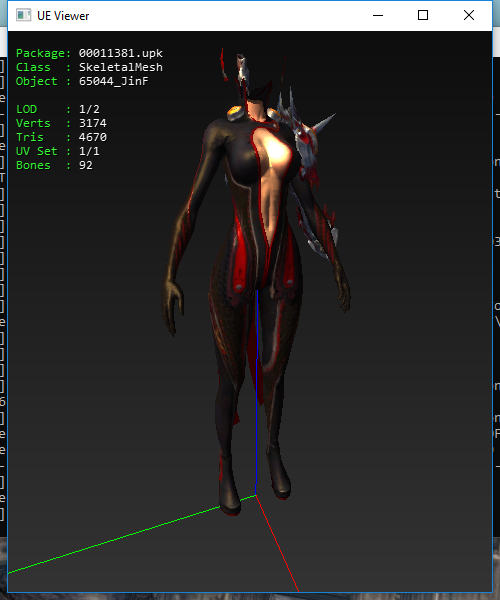 UE Viewer
Package: 00011381.upk
Class : SkeletalMesh
Object : 65044_JinF
LOD : 1/2
Verts : 3174
Tris : 4670
UV Set : 1/1
Bones : 92